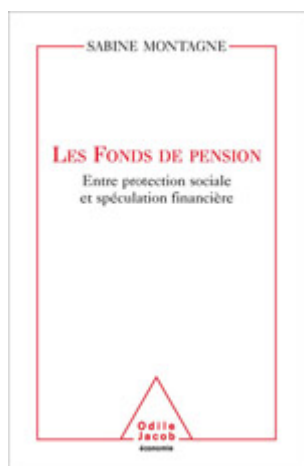 SABINE MONTAGNE
LES FONDS DE PENSION
Entre protection sociale
et spéculation financière
Odile
Jacob
économie